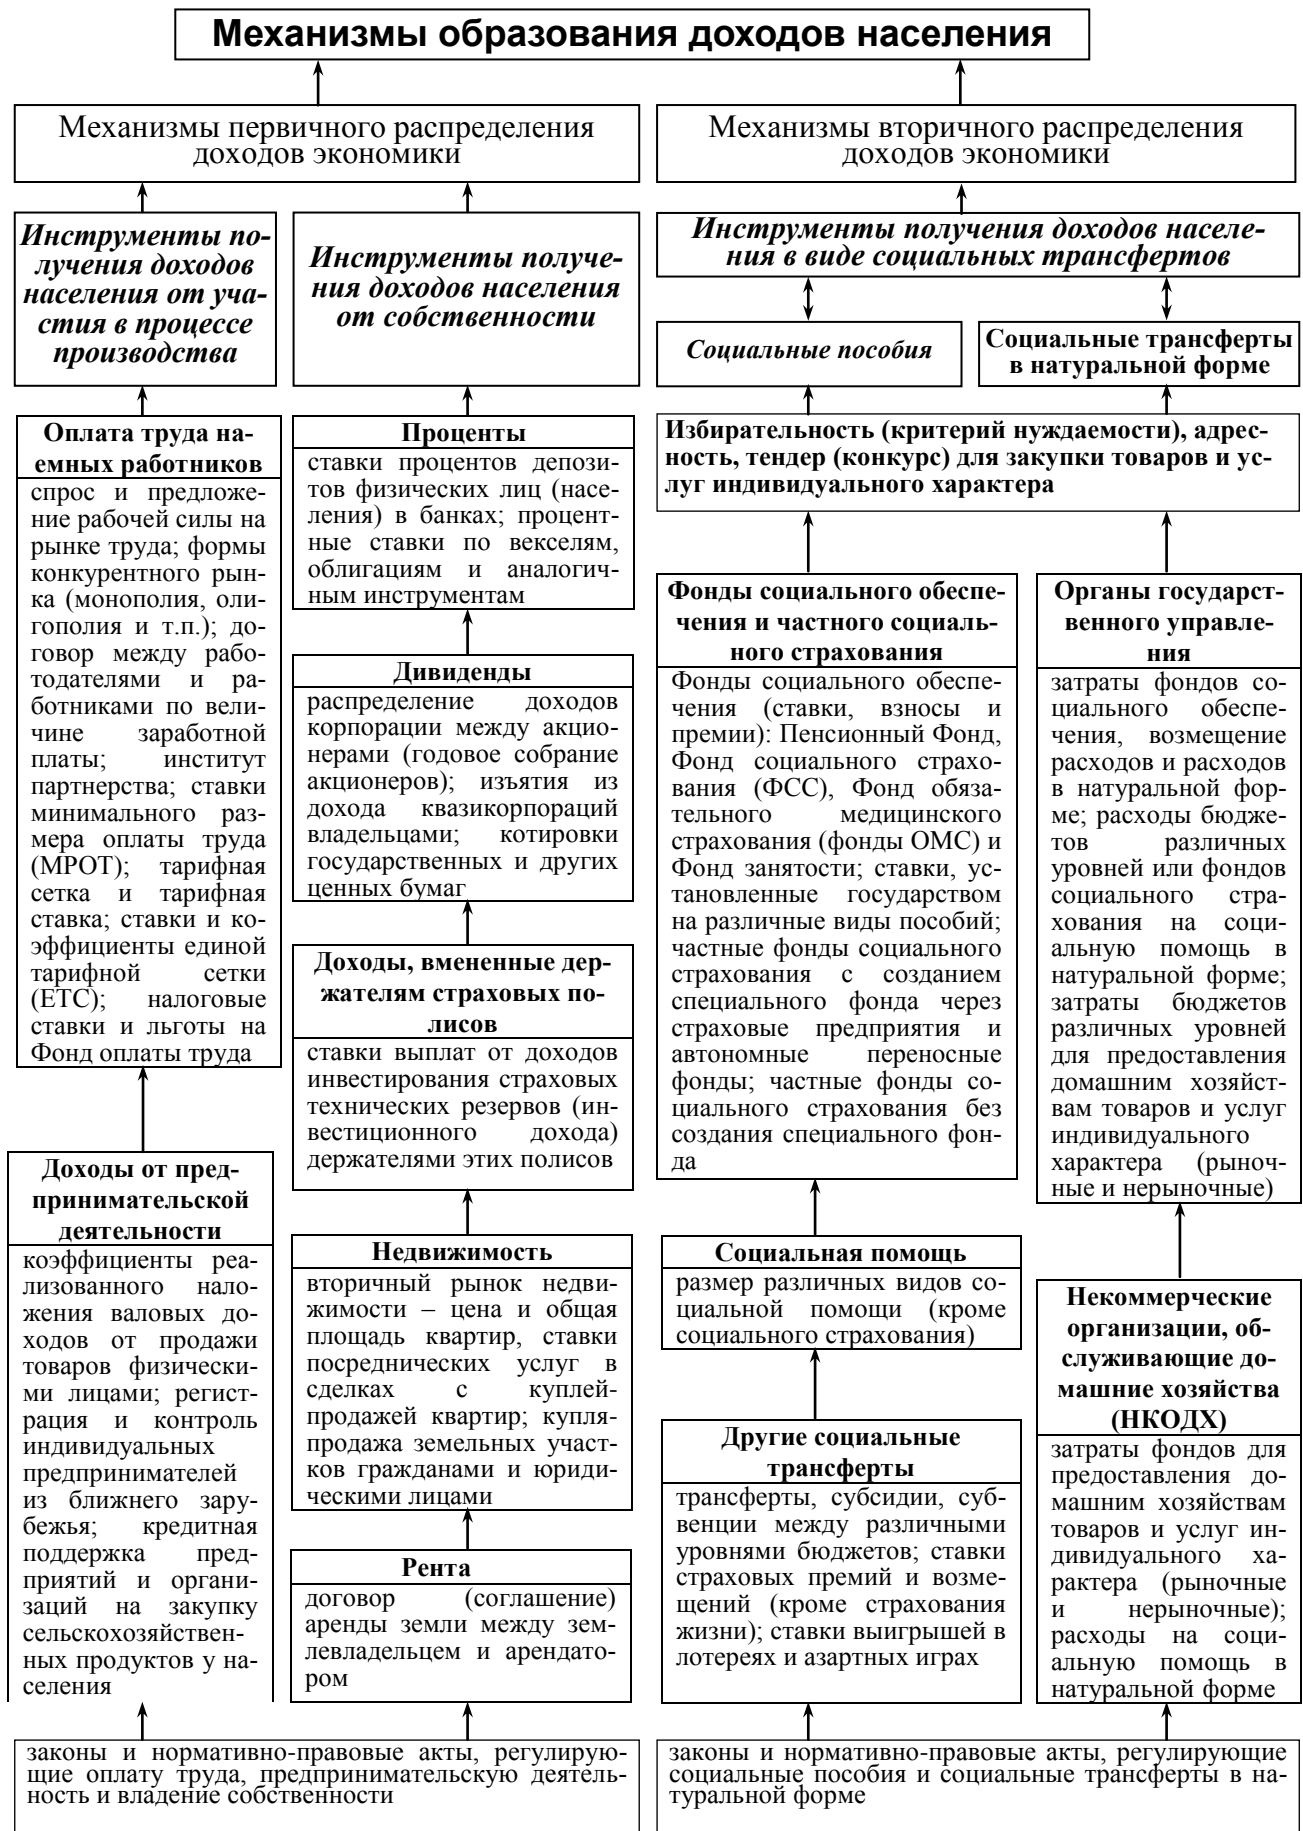 Механизмы образования доходов населения
Механизмы первичного распределения
доходов экономики
Механизмы вторичного распределения
доходов экономики
Инструменты по-
лучения доходов
населения от уча-
стия в процессе
производства
Инструменты получе-
ния доходов населения
от собственности
Инструменты получения доходов населе-
ния в виде социальных трансфертов
Социальные пособия
Социальные трансферты
в натуральной форме
Оплата труда на-
емных работников
спрос и предложе-
ние рабочей силы на
рынке труда; формы
конкурентного рын-
ка (монополия, оли-
гополия и т.п.); до-
говор между рабо-
тодателями и ра-
ботниками по вели-
чине заработной
платы; институт
партнерства; ставки
минимального раз-
мера оплаты труда
(МРОТ); тарифная
сетка и тарифная
ставка; ставки и ко-
эффициенты единой
тарифной сетки
(ЕТС); налоговые
ставки и льготы на
Фонд оплаты труда
Доходы от пред-
принимательской
деятельности
коэффициенты реа-
лизованного нало-
жения валовых до-
ходов от продажи
товаров физически-
ми лицами; регист-
рация и контроль
индивидуальных
предпринимателей
из ближнего зару-
бежья; кредитная
поддержка пред-
приятий и органи-
заций на закупку
сельскохозяйствен-
ных продуктов у на-
селения
Проценты
ставки процентов депози-
тов физических лиц (насе-
ления) в банках; процент-
ные ставки по векселям,
облигациям и аналогич-
ным инструментам
Дивиденды
распределение доходов
корпорации между акцио-
нерами (годовое собрание
акционеров); изъятия из
дохода квазикорпораций
владельцами; котировки
государственных и других
ценных бумаг
Доходы, вмененные дер-
жателям страховых по-
лисов
ставки выплат от доходов
инвестирования страховых
технических резервов (ин-
вестиционного дохода)
держателями этих полисов
Недвижимость
вторичный рынок недви-
жимости – цена и общая
площадь квартир, ставки
посреднических услуг в
сделках с куплей-
продажей квартир; купля-
продажа земельных участ-
ков гражданами и юриди-
ческими лицами
Рента
договор (соглашение)
аренды земли между зем-
левладельцем и арендато-
ром
Избирательность (критерий нуждаемости), адрес-
ность, тендер (конкурс) для закупки товаров и ус-
луг индивидуального характера
Фонды социального обеспе-
чения и частного социаль-
ного страхования
Фонды социального обеспе-
чения (ставки, взносы и
премии): Пенсионный Фонд,
Фонд социального страхо-
вания (ФСС), Фонд обяза-
тельного медицинского
страхования (фонды ОМС) и
Фонд занятости; ставки, ус-
тановленные государством
на различные виды пособий;
частные фонды социального
страхования с созданием
специального фонда через
страховые предприятия и
автономные переносные
фонды; частные фонды со-
циального страхования без
создания специального фон-
да
Социальная помощь
размер различных видов со-
циальной помощи (кроме
социального страхования)
Другие социальные
трансферты
трансферты, субсидии, суб-
венции между различными
уровнями бюджетов; ставки
страховых премий и возме-
щений (кроме страхования
жизни); ставки выигрышей в
лотереях и азартных играх
Органы государст-
венного управле-
ния
затраты фондов со-
циального обеспе-
чения, возмещение
расходов и расходов
в натуральной фор-
ме; расходы бюдже-
тов различных
уровней или фондов
социального стра-
хования на соци-
альную помощь в
натуральной форме;
затраты бюджетов
различных уровней
для предоставления
домашним хозяйст-
вам товаров и услуг
индивидуального
характера (рыноч-
ные и нерыночные)
Некоммерческие
организации, об-
служивающие до-
машние хозяйства
(НКОДХ)
затраты фондов для
предоставления до-
машним хозяйствам
товаров и услуг ин-
дивидуального ха-
рактера (рыночные
и нерыночные);
расходы на соци-
альную помощь в
натуральной форме
законы и нормативно-правовые акты, регулирую-
щие оплату труда, предпринимательскую деятель-
ность и владение собственности
законы и нормативно-правовые акты, регулирующие
социальные пособия и социальные трансферты в на-
туральной форме